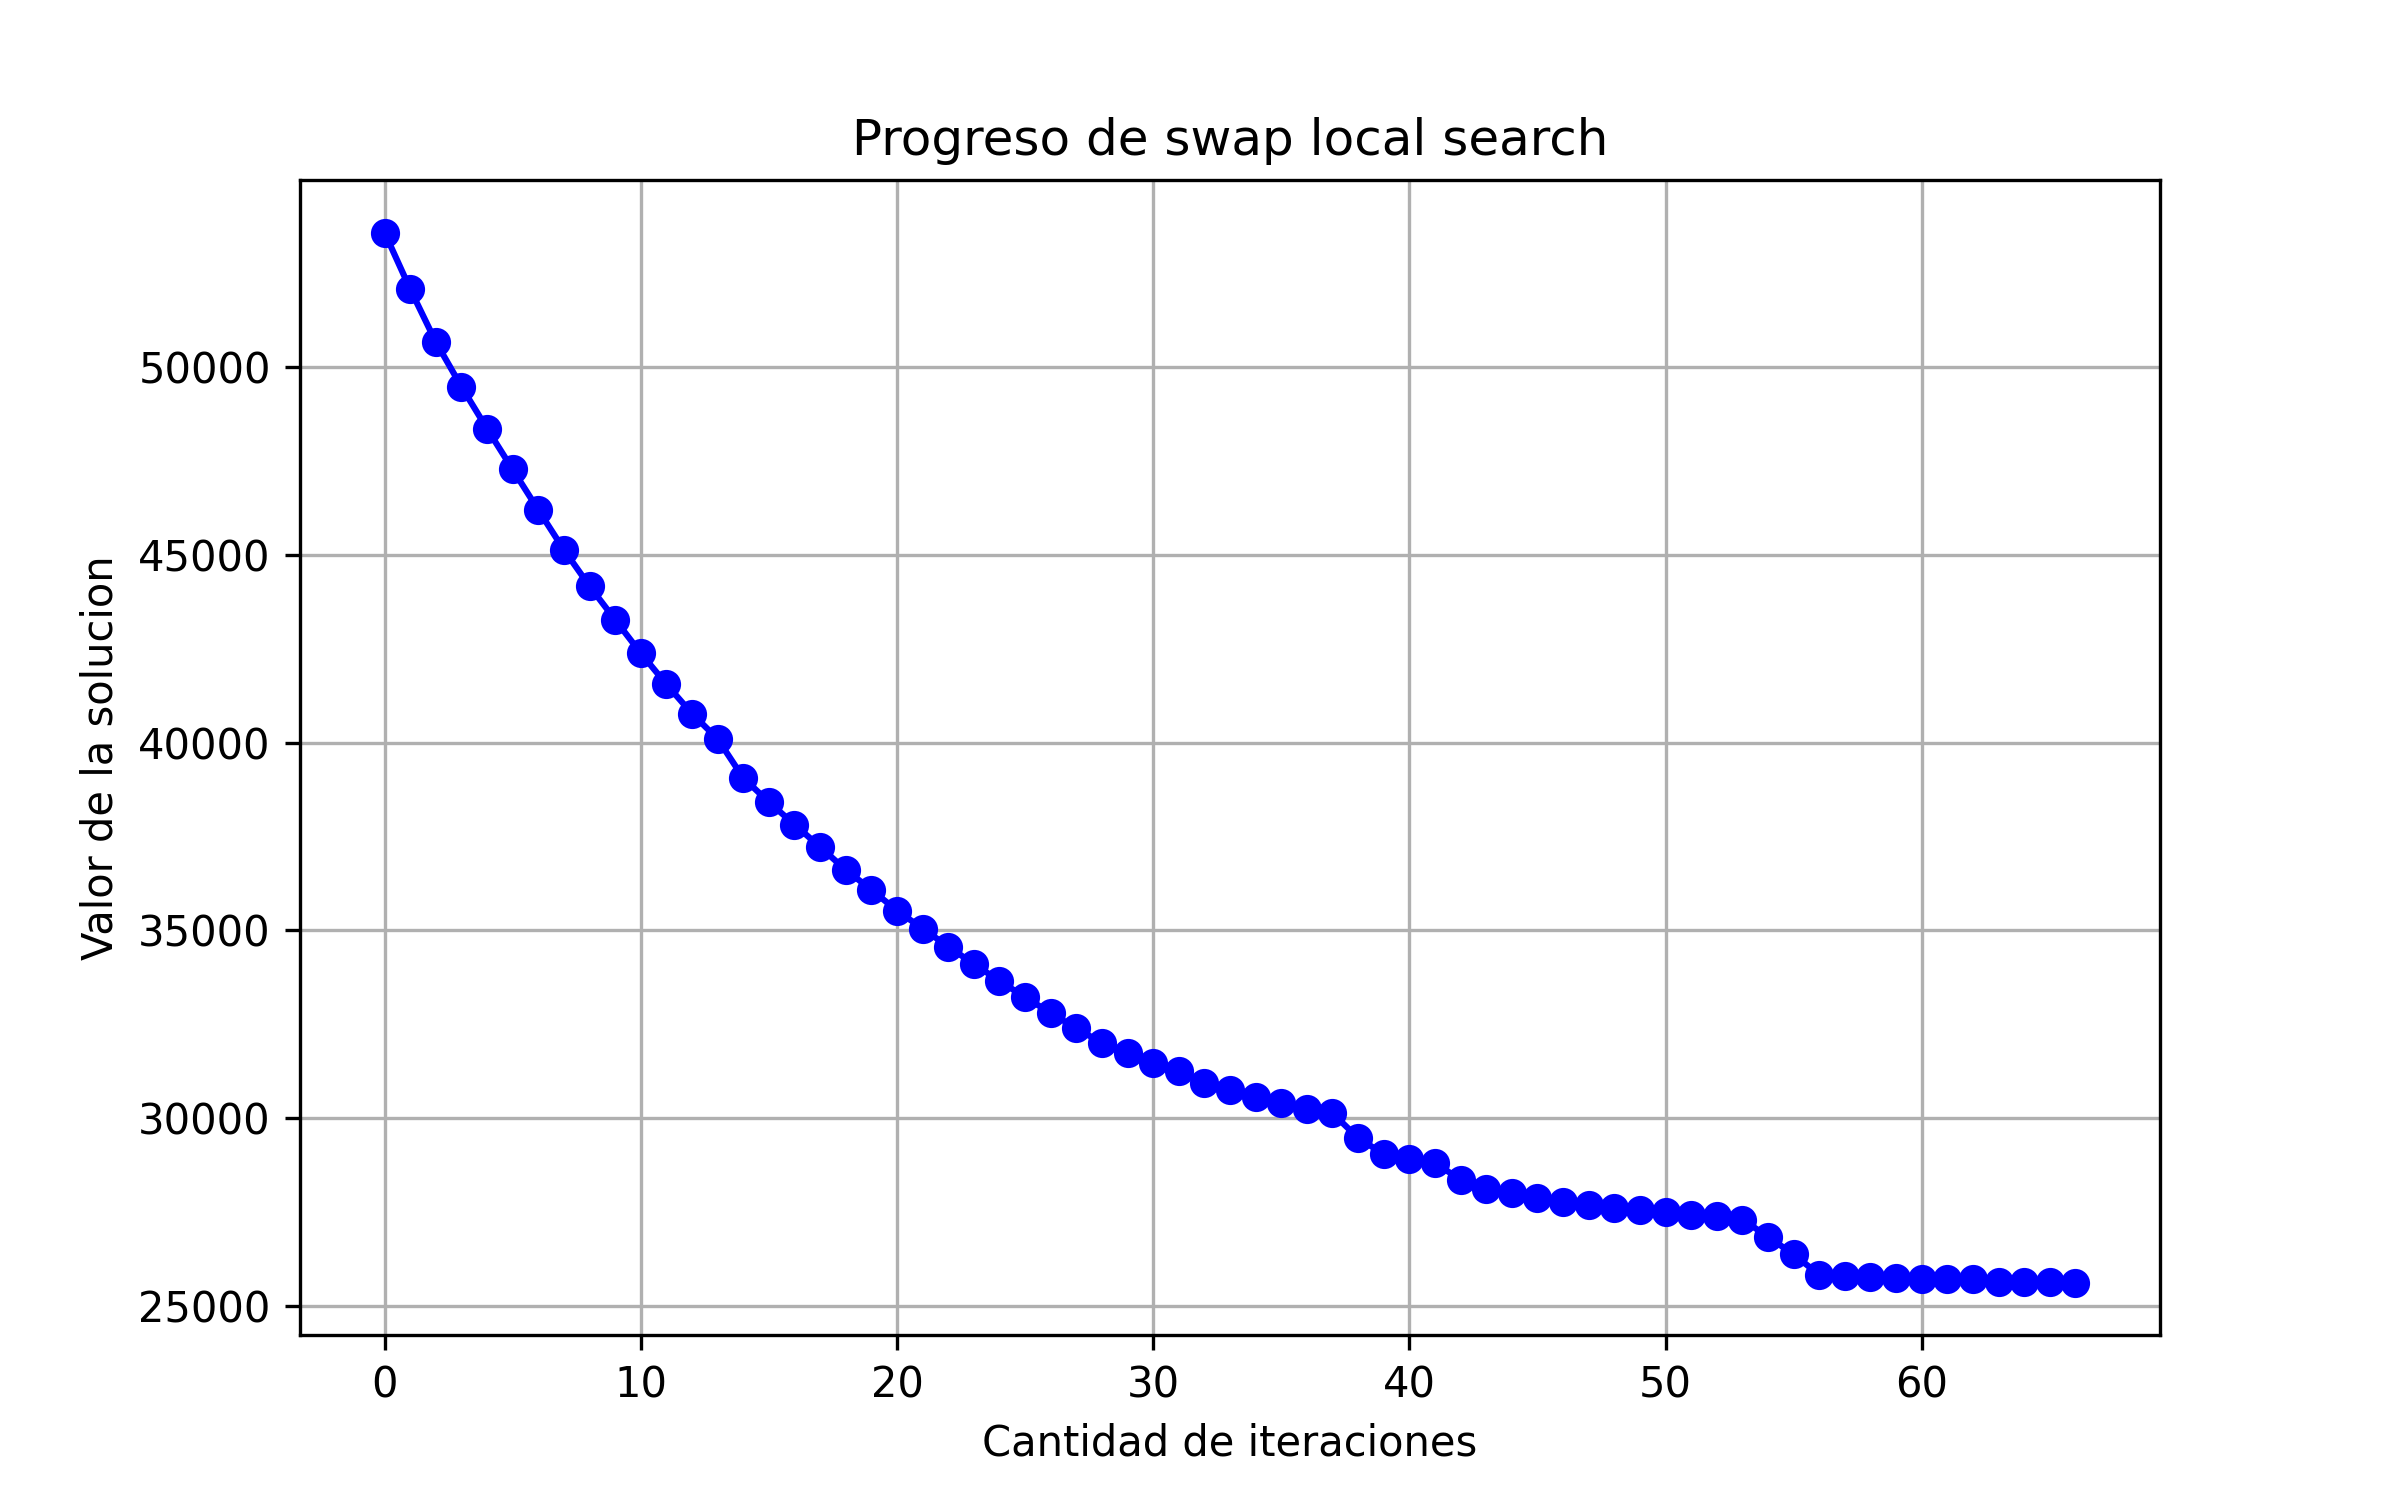 Progreso de swap local search
Valor de la solucion
50000
45000
40000
35000
30000
25000
0 10 20 30 40 50 60
Cantidad de iteraciones